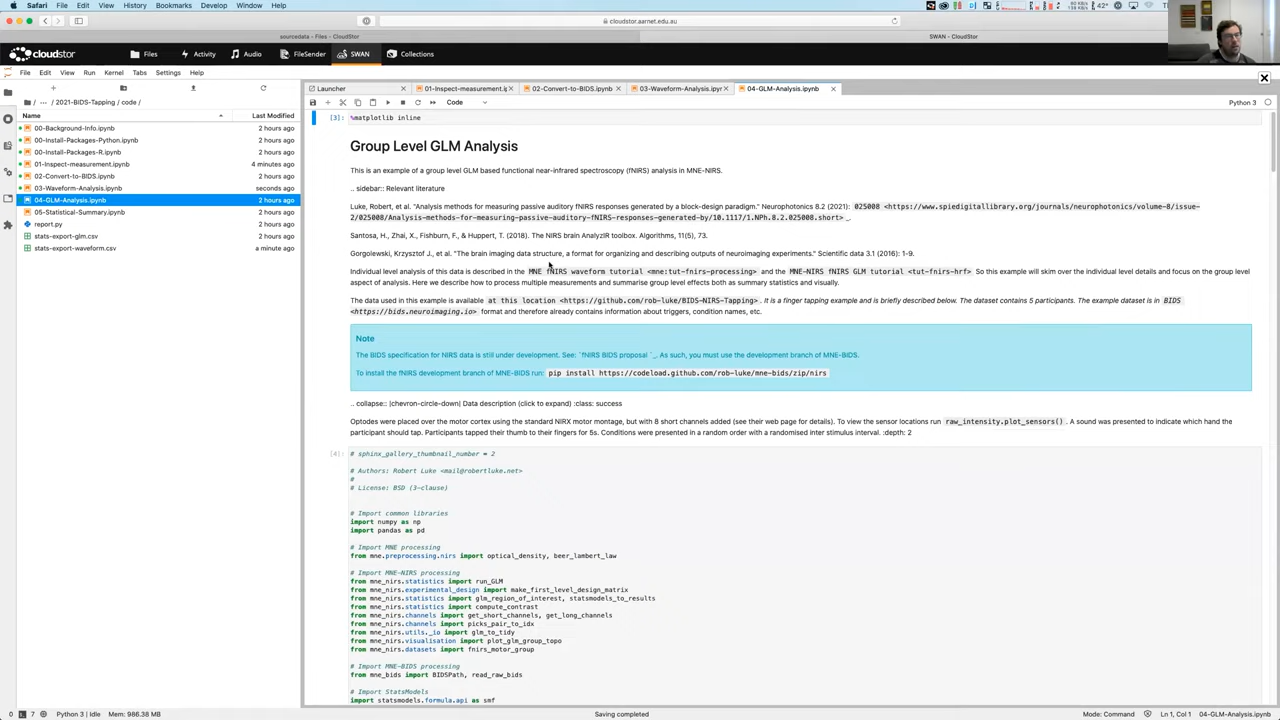 Safari File Edit View History Bookmarks Develop Window Help
cloudstor.aarnet.edu.au
sourcedata - Files - CloudStor
SWAN - CloudStor
cloudstor Files Activity Audio FileSender SWAN Collections
File Edit View Run Kernel Tabs Settings Help
/ ··· / 2021-BIDS-Tapping / code /
Name Last Modified
00-Background-Info.ipynb 2 hours ago
00-Install-Packages-Python.ipynb 2 hours ago
00-Install-Packages-R.ipynb 2 hours ago
01-Inspect-measurement.ipynb 4 minutes ago
02-Convert-to-BIDS.ipynb 2 hours ago
03-Waveform-Analysis.ipynb seconds ago
04-GLM-Analysis.ipynb 2 hours ago
05-Statistical-Summary.ipynb 2 hours ago
report.py 2 hours ago
stats-export-glm.csv 2 hours ago
stats-export-waveform.csv a minute ago
Launcher 01-Inspect-measurement.ip 02-Convert-to-BIDS.ipynb 03-Waveform-Analysis.ipynb 04-GLM-Analysis.ipynb
Code Python 3
[3]: %matplotlib inline
Group Level GLM Analysis
This is an example of a group level GLM based functional near-infrared spectroscopy (fNIRS) analysis in MNE-NIRS.
.. sidebar:: Relevant literature
Luke, Robert, et al. "Analysis methods for measuring passive auditory fNIRS responses generated by a block-design paradigm." Neurophotonics 8.2 (2021): 025008 <https://www.spiedigitallibrary.org/journals/neurophotonics/volume-8/issue-
2/025008/Analysis-methods-for-measuring-passive-auditory-fNIRS-responses-generated-by/10.1117/1.NPh.8.2.025008.short> _.
Santosa, H., Zhai, X., Fishburn, F., & Huppert, T. (2018). The NIRS brain AnalyzIR toolbox. Algorithms, 11(5), 73.
Gorgolewski, Krzysztof J., et al. "The brain imaging data structure, a format for organizing and describing outputs of neuroimaging experiments." Scientific data 3.1 (2016): 1-9.
Individual level analysis of this data is described in the MNE fNIRS waveform tutorial <mne:tut-fnirs-processing> and the MNE-NIRS fNIRS GLM tutorial <tut-fnirs-hrf> So this example will skim over the individual level details and focus on the group level
aspect of analysis. Here we describe how to process multiple measurements and summarise group level effects both as summary statistics and visually.
The data used in this example is available at this location <https://github.com/rob-luke/BIDS-NIRS-Tapping>. It is a finger tapping example and is briefly described below. The dataset contains 5 participants. The example dataset is in BIDS
<https://bids.neuroimaging.io> format and therefore already contains information about triggers, condition names, etc.
Note
The BIDS specification for NIRS data is still under development. See: `fNIRS BIDS proposal `_. As such, you must use the development branch of MNE-BIDS.
To install the fNIRS development branch of MNE-BIDS run: pip install https://codeload.github.com/rob-luke/mne-bids/zip/nirs
.. collapse:: |chevron-circle-down| Data description (click to expand) :class: success
Optodes were placed over the motor cortex using the standard NIRX motor montage, but with 8 short channels added (see their web page for details). To view the sensor locations run raw_intensity.plot_sensors() . A sound was presented to indicate which hand the
participant should tap. Participants tapped their thumb to their fingers for 5s. Conditions were presented in a random order with a randomised inter stimulus interval. :depth: 2
[4]: # sphinx_gallery_thumbnail_number = 2
# Authors: Robert Luke <mail@robertluke.net>
#
# License: BSD (3-clause)
# Import common libraries
import numpy as np
import pandas as pd
# Import MNE processing
from mne.preprocessing.nirs import optical_density, beer_lambert_law
# Import MNE-NIRS processing
from mne_nirs.statistics import run_GLM
from mne_nirs.experimental_design import make_first_level_design_matrix
from mne_nirs.statistics import glm_region_of_interest, statsmodels_to_results
from mne_nirs.statistics import compute_contrast
from mne_nirs.channels import get_short_channels, get_long_channels
from mne_nirs.channels import picks_pair_to_idx
from mne_nirs.utils._io import glm_to_tidy
from mne_nirs.visualisation import plot_glm_group_topo
from mne_nirs.datasets import fnirs_motor_group
# Import MNE-BIDS processing
from mne_bids import BIDSPath, read_raw_bids
# Import StatsModels
import statsmodels.formula.api as smf
0 7 Python 3 | Idle Mem: 986.38 MB Saving completed Mode: Command Ln 1, Col 1 04-GLM-Analysis.ipynb